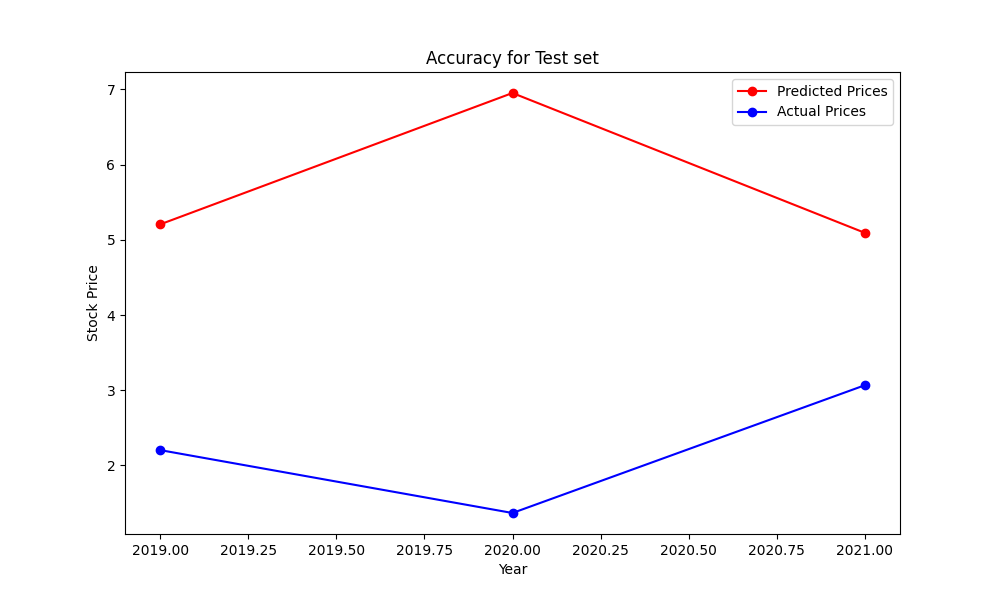 Accuracy for Test set
Predicted Prices
Actual Prices
Stock Price
7
6
5
4
3
2
2019.00 2019.25 2019.50 2019.75 2020.00 2020.25 2020.50 2020.75 2021.00
Year